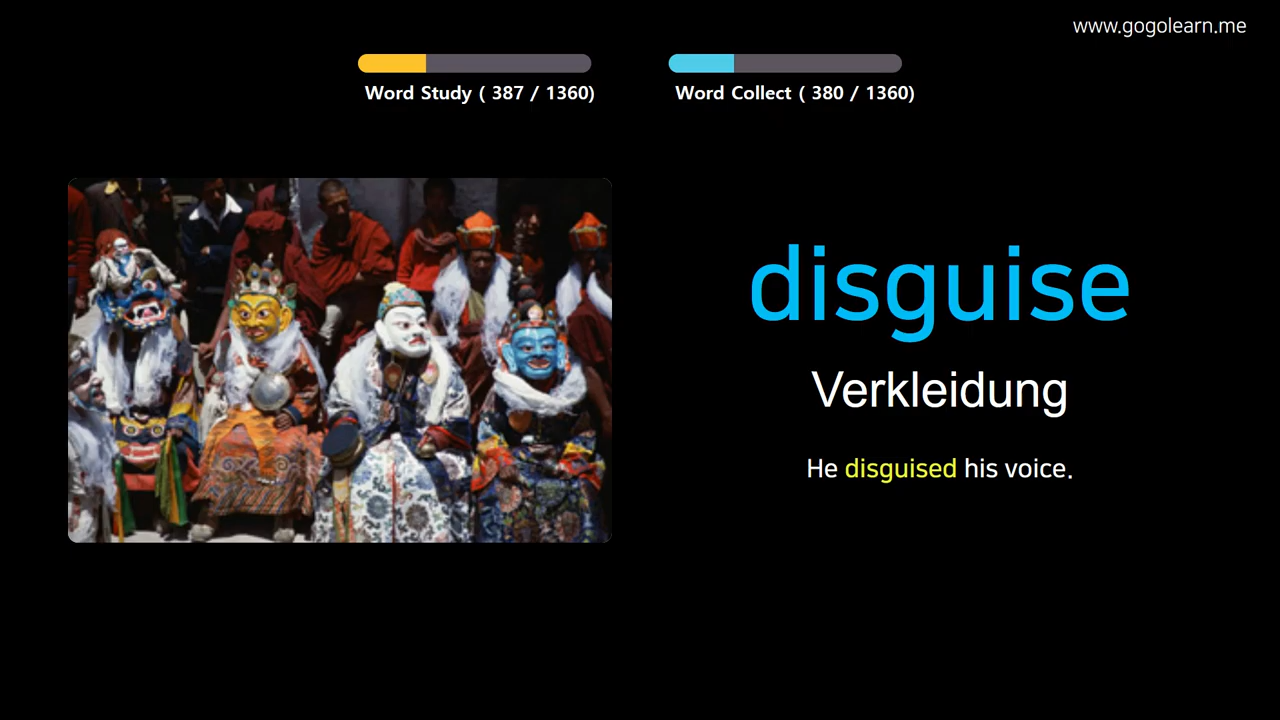 www.gogolearn.me
Word Study ( 387 / 1360)
Word Collect ( 380 / 1360)
disguise
Verkleidung
He disguised his voice.